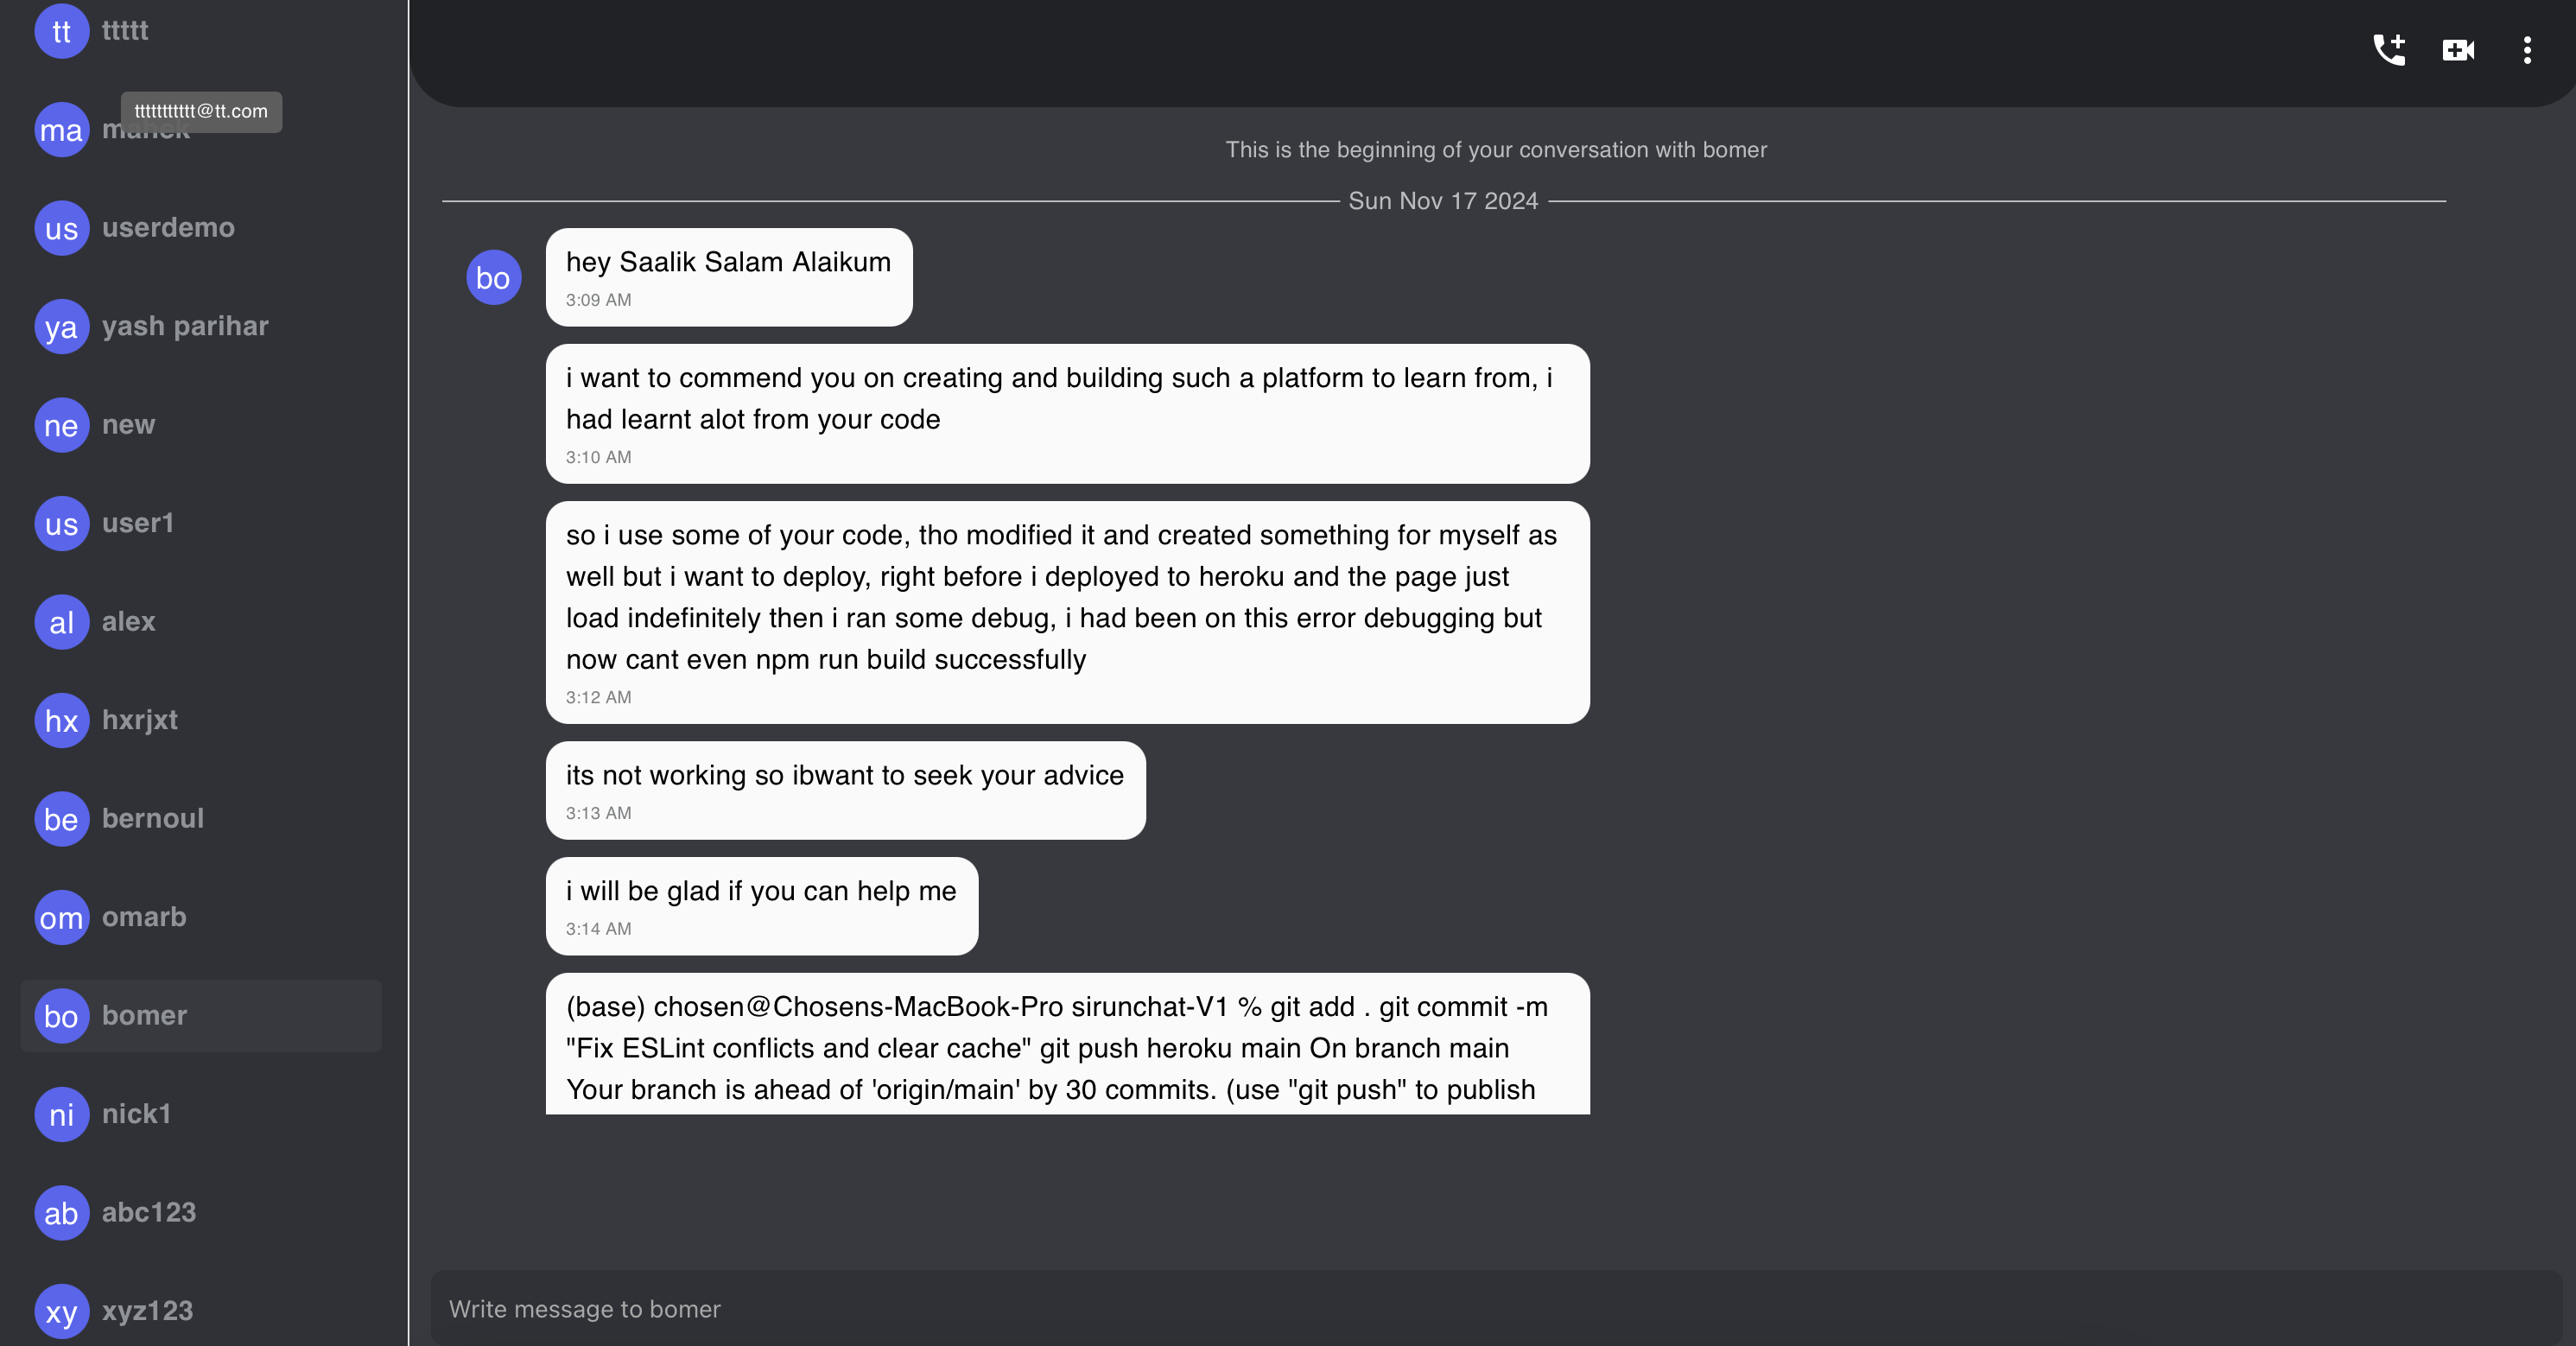 tt ttttt
tttttttttttt@tt.com
ma mahek
us userdemo
ya yash parihar
ne new
us user1
al alex
hx hxrjxt
be bernoul
om omarb
bo bomer
ni nick1
ab abc123
xy xyz123
This is the beginning of your conversation with bomer
Sun Nov 17 2024
bo
hey Saalik Salam Alaikum
3:09 AM
i want to commend you on creating and building such a platform to learn from, i
had learnt alot from your code
3:10 AM
so i use some of your code, tho modified it and created something for myself as
well but i want to deploy, right before i deployed to heroku and the page just
load indefinitely then i ran some debug, i had been on this error debugging but
now cant even npm run build successfully
3:12 AM
its not working so ibwant to seek your advice
3:13 AM
i will be glad if you can help me
3:14 AM
(base) chosen@Chosens-MacBook-Pro sirunchat-V1 % git add . git commit -m
"Fix ESLint conflicts and clear cache" git push heroku main On branch main
Your branch is ahead of 'origin/main' by 30 commits. (use "git push" to publish
Write message to bomer